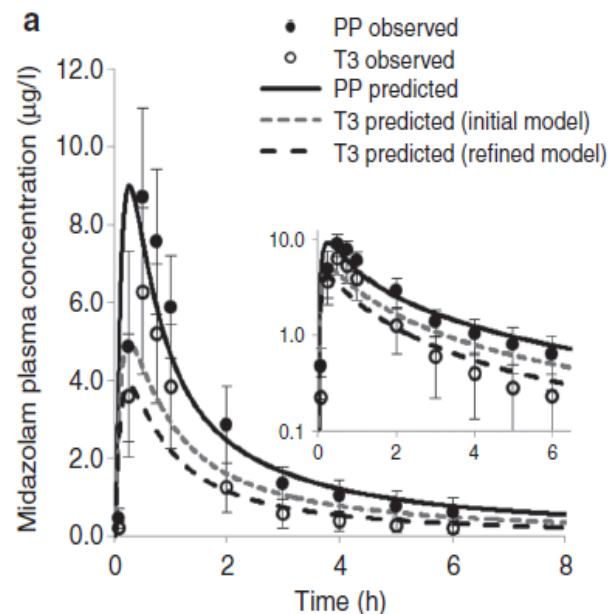 a
PP observed
T3 observed
PP predicted
T3 predicted (initial model)
T3 predicted (refined model)
Midazolam plasma concentration (µg/l)
12.0
10.0
8.0
6.0
4.0
2.0
0.0
0 2 4 6 8
Time (h)
10.0
1.0
0.1
0 2 4 6